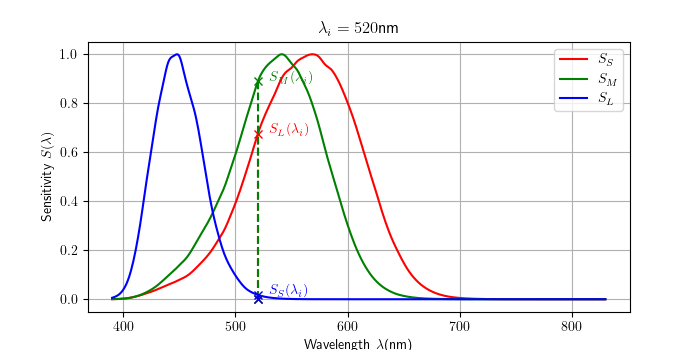 λ_i = 520nm
1.0
0.8
0.6
0.4
0.2
0.0
Sensitivity S(λ)
S_M(λ_i)
S_L(λ_i)
S_S(λ_i)
S_S
S_M
S_L
400 500 600 700 800
Wavelength λ(nm)